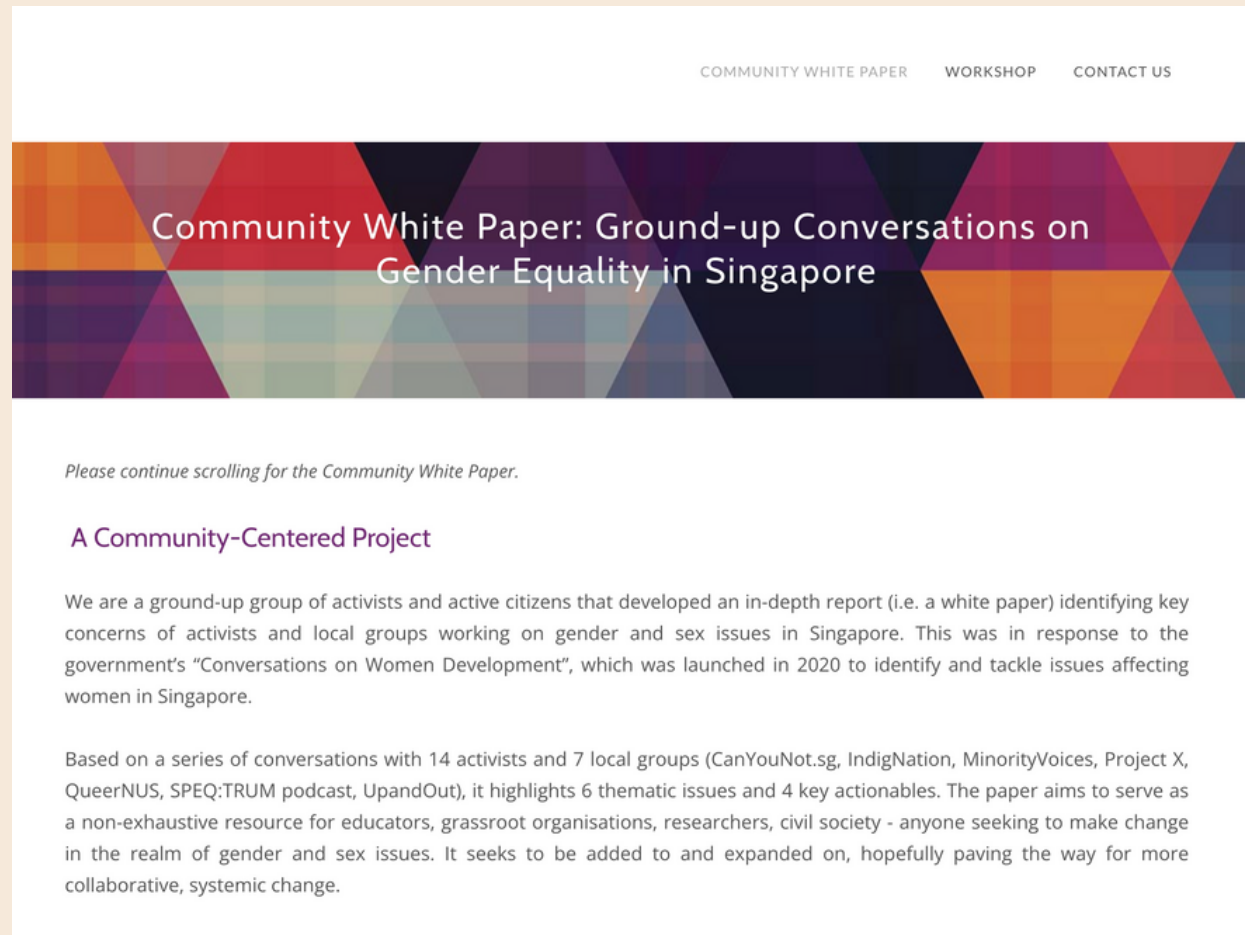 COMMUNITY WHITE PAPER WORKSHOP CONTACT US
Community White Paper: Ground-up Conversations on
Gender Equality in Singapore
Please continue scrolling for the Community White Paper.
A Community-Centered Project
We are a ground-up group of activists and active citizens that developed an in-depth report (i.e. a white paper) identifying key
concerns of activists and local groups working on gender and sex issues in Singapore. This was in response to the
government’s “Conversations on Women Development”, which was launched in 2020 to identify and tackle issues affecting
women in Singapore.
Based on a series of conversations with 14 activists and 7 local groups (CanYouNot.sg, IndigNation, MinorityVoices, Project X,
QueerNUS, SPEQ:TRUM podcast, UpandOut), it highlights 6 thematic issues and 4 key actionables. The paper aims to serve as
a non-exhaustive resource for educators, grassroot organisations, researchers, civil society - anyone seeking to make change
in the realm of gender and sex issues. It seeks to be added to and expanded on, hopefully paving the way for more
collaborative, systemic change.